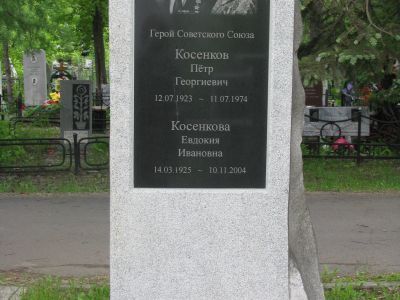 Герой Советского Союза
Косенков
Пётр
Георгиевич
12.07.1923 – 11.07.1974
Косенкова
Евдокия
Ивановна
14.03.1925 – 10.11.2004